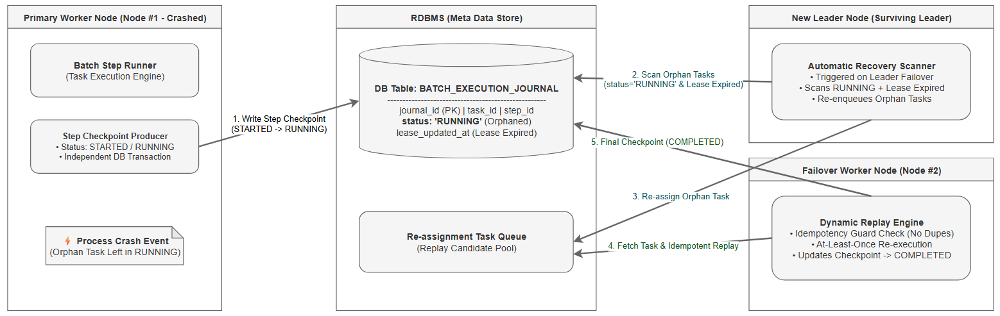 Primary Worker Node (Node #1 - Crashed)
Batch Step Runner
(Task Execution Engine)
Step Checkpoint Producer
• Status: STARTED / RUNNING
• Independent DB Transaction
⚡ Process Crash Event
(Orphan Task Left in RUNNING)
1. Write Step Checkpoint
(STARTED -> RUNNING)
RDBMS (Meta Data Store)
DB Table: BATCH_EXECUTION_JOURNAL
----------------------------------------------------
journal_id (PK) | task_id | step_id
status: 'RUNNING' (Orphaned)
lease_updated_at (Lease Expired)
Re-assignment Task Queue
(Replay Candidate Pool)
2. Scan Orphan Tasks
(status='RUNNING' & Lease Expired)
5. Final Checkpoint (COMPLETED)
3. Re-assign Orphan Task
4. Fetch Task & Idempotent Replay
New Leader Node (Surviving Leader)
Automatic Recovery Scanner
• Triggered on Leader Failover
• Scans RUNNING + Lease Expired
• Re-enqueues Orphan Tasks
Failover Worker Node (Node #2)
Dynamic Replay Engine
• Idempotency Guard Check (No Dupes)
• At-Least-Once Re-execution
• Updates Checkpoint -> COMPLETED